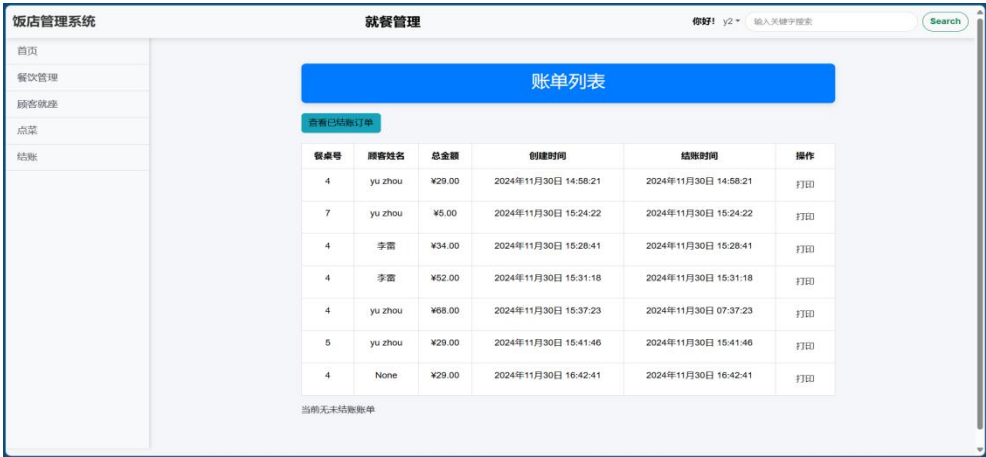 饭店管理系统 就餐管理 你好! y2 输入关键字搜索 Search
首页
餐饮管理
顾客就座
点菜
结账
账单列表
查看已结账订单
餐桌号 顾客姓名 总金额 创建时间 结账时间 操作
4 yu zhou ¥29.00 2024年11月30日 14:58:21 2024年11月30日 14:58:21 打印
7 yu zhou ¥5.00 2024年11月30日 15:24:22 2024年11月30日 15:24:22 打印
4 李雷 ¥34.00 2024年11月30日 15:28:41 2024年11月30日 15:28:41 打印
4 李雷 ¥52.00 2024年11月30日 15:31:18 2024年11月30日 15:31:18 打印
4 yu zhou ¥68.00 2024年11月30日 15:37:23 2024年11月30日 07:37:23 打印
5 yu zhou ¥29.00 2024年11月30日 15:41:46 2024年11月30日 15:41:46 打印
4 None ¥29.00 2024年11月30日 16:42:41 2024年11月30日 16:42:41 打印
当前无未结账账单